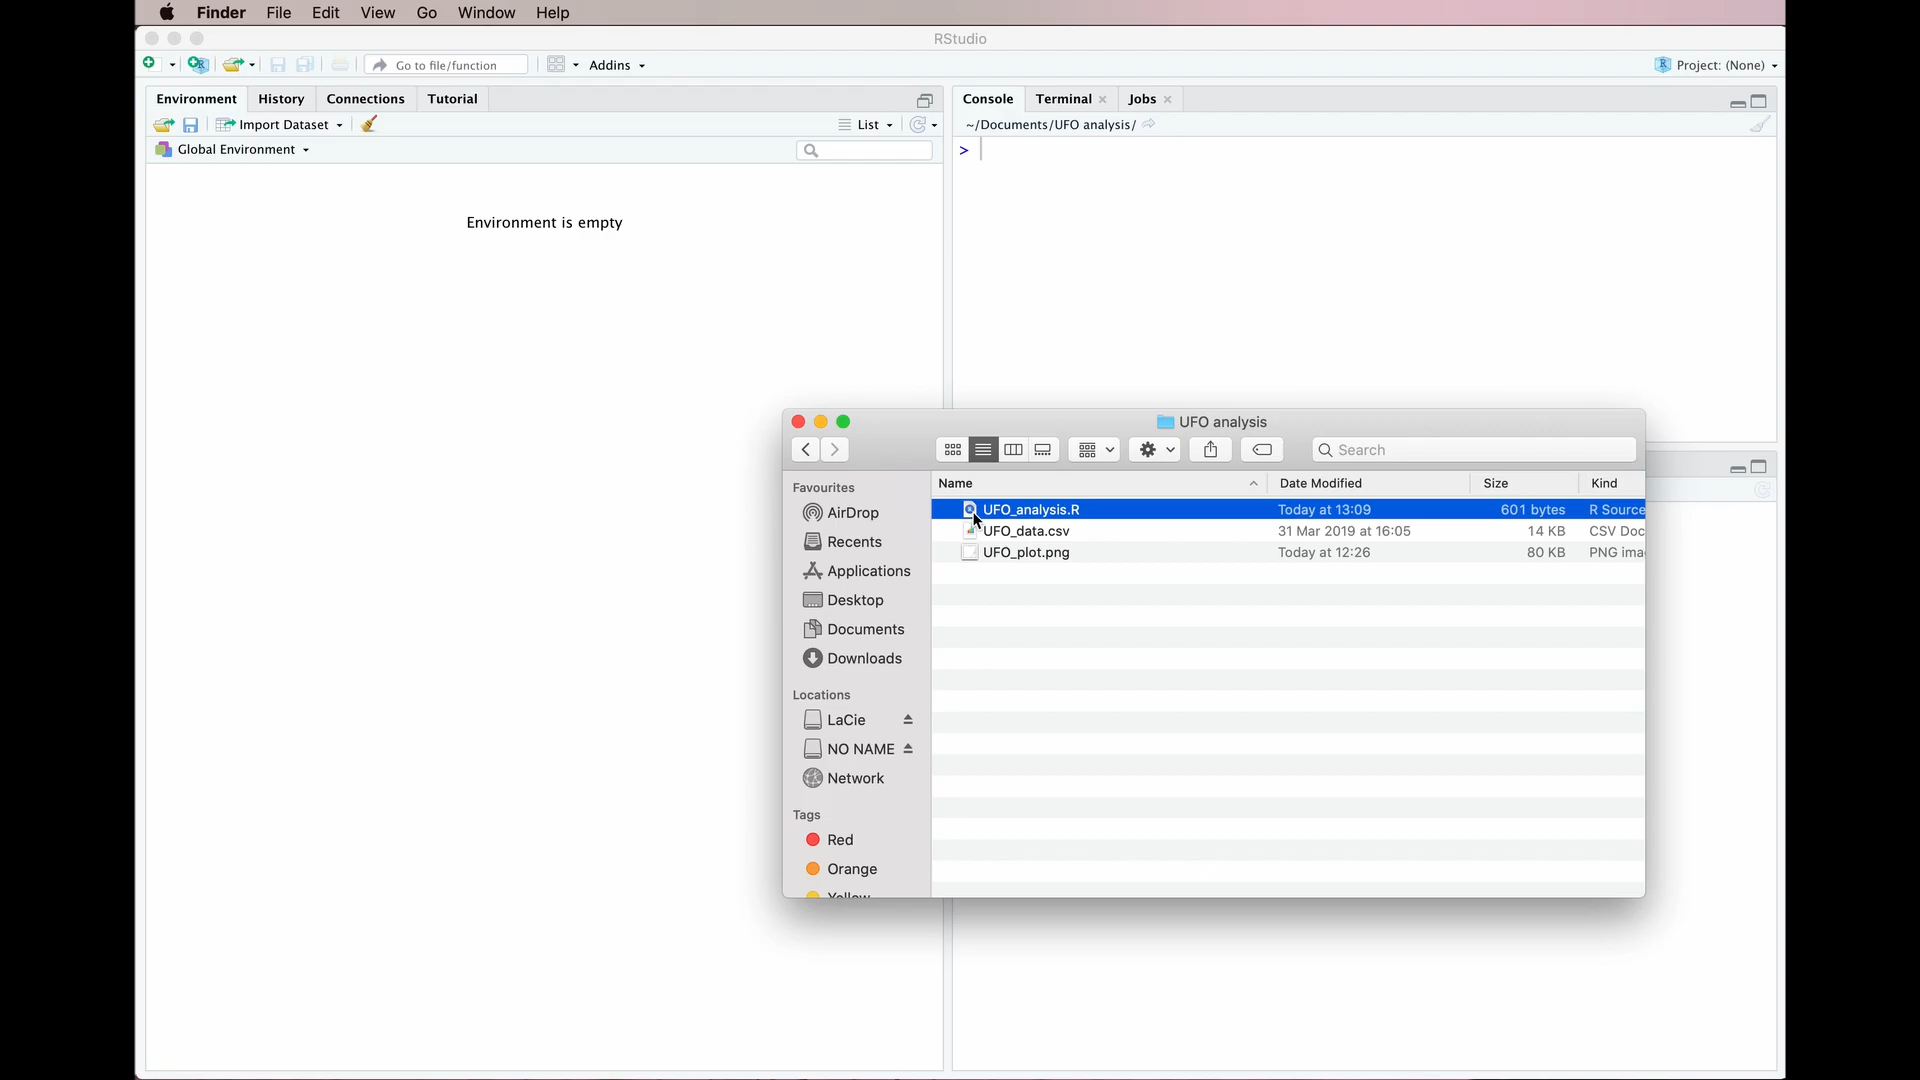 Finder File Edit View Go Window Help
RStudio
Go to file/function Addins Project: (None)
Environment History Connections Tutorial
Import Dataset List
Global Environment
Environment is empty
Console Terminal Jobs
~/Documents/UFO analysis/
>
UFO analysis
Search
Favourites
AirDrop
Recents
Applications
Desktop
Documents
Downloads
Locations
LaCie
NO NAME
Network
Tags
Red
Orange
Yellow
Name Date Modified Size Kind
UFO_analysis.R Today at 13:09 601 bytes R Source
UFO_data.csv 31 Mar 2019 at 16:05 14 KB CSV Doc
UFO_plot.png Today at 12:26 80 KB PNG ima